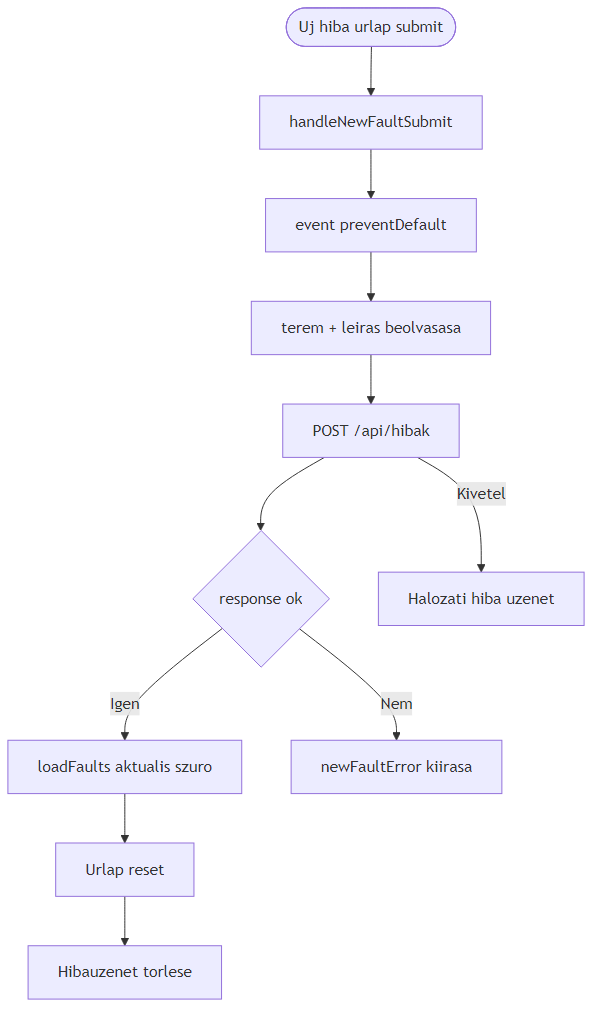 Uj hiba urlap submit
handleNewFaultSubmit
event preventDefault
terem + leiras beolvasasa
POST /api/hibak
Kivetel
response ok
Halozati hiba uzenet
Igen
Nem
loadFaults aktualis szuro
newFaultError kiirasa
Urlap reset
Hibauzenet torlese